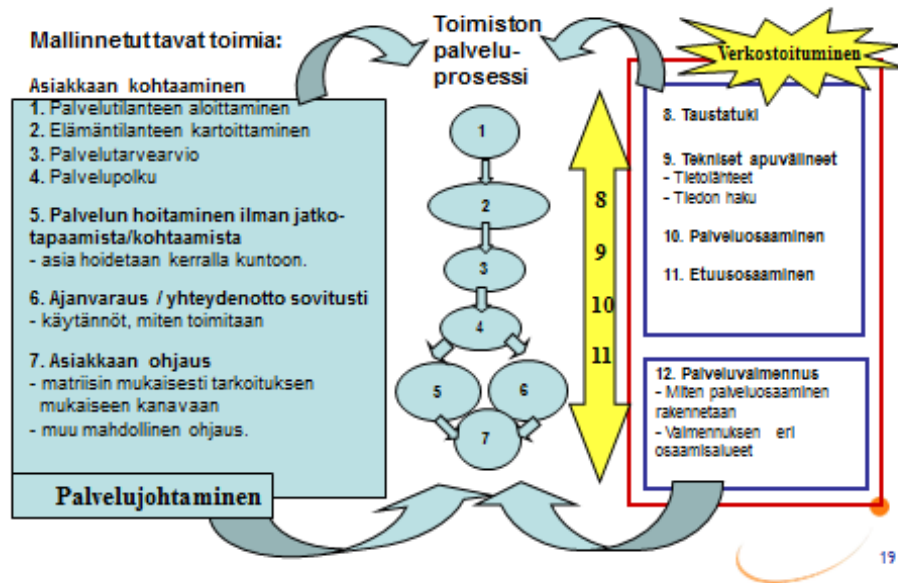 Mallinnetuttavat toimia:
Asiakkaan kohtaaminen
1. Palvelutilanteen aloittaminen
2. Elämäntilanteen kartoittaminen
3. Palvelutarvearvio
4. Palvelupolku
5. Palvelun hoitaminen ilman jatko-
tapaamista/kohtaamista
- asia hoidetaan kerralla kuntoon.
6. Ajanvaraus / yhteydenotto sovitusti
- käytännöt, miten toimitaan
7. Asiakkaan ohjaus
- matriisin mukaisesti tarkoituksen
mukaiseen kanavaan
- muu mahdollinen ohjaus.
Palvelujohtaminen
Toimiston
palvelu-
prosessi
1
2
3
4
5
6
7
8
9
10
11
Verkostoituminen
8. Taustatuki
9. Tekniset apuvälineet
- Tietolähteet
- Tiedon haku
10. Palveluosaaminen
11. Etuusosaaminen
12. Palveluvalmennus
- Miten palveluosaaminen
rakennetaan
- Valmennuksen eri
osaamisalueet
19